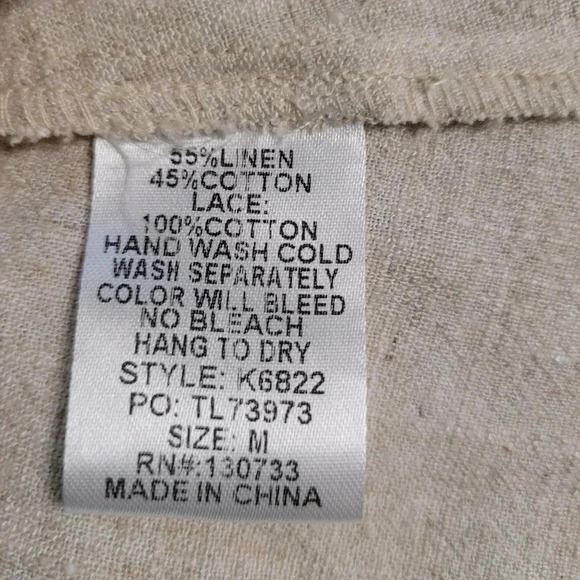 55%LINEN
45%COTTON
LACE:
100%COTTON
HAND WASH COLD
WASH SEPARATELY
COLOR WILL BLEED
NO BLEACH
HANG TO DRY
STYLE: K6822
PO: TL73973
SIZE: M
RN#:130733
MADE IN CHINA